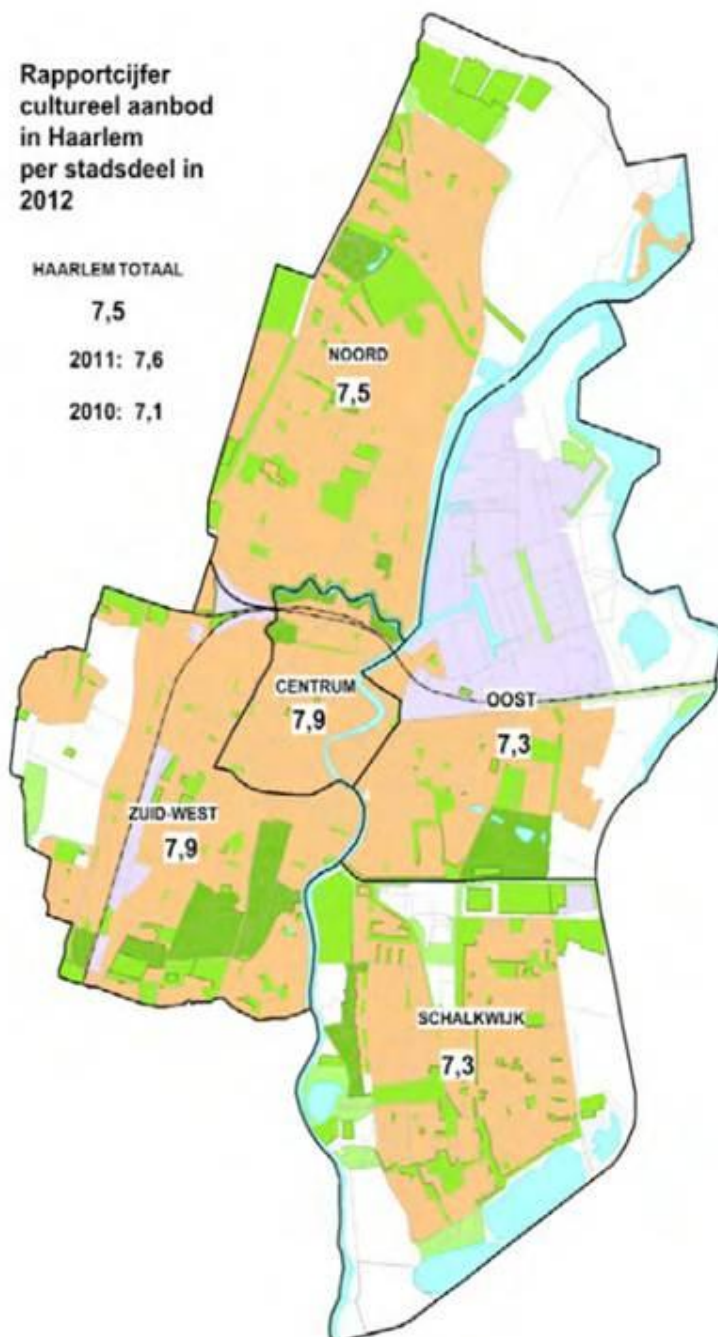 Rapportcijfer
cultureel aanbod
in Haarlem
per stadsdeel in
2012
HAARLEM TOTAAL
7,5
2011: 7,6
2010: 7,1
NOORD
7,5
CENTRUM
7,9
OOST
7,3
ZUID-WEST
7,9
SCHALKWIJK
7,3